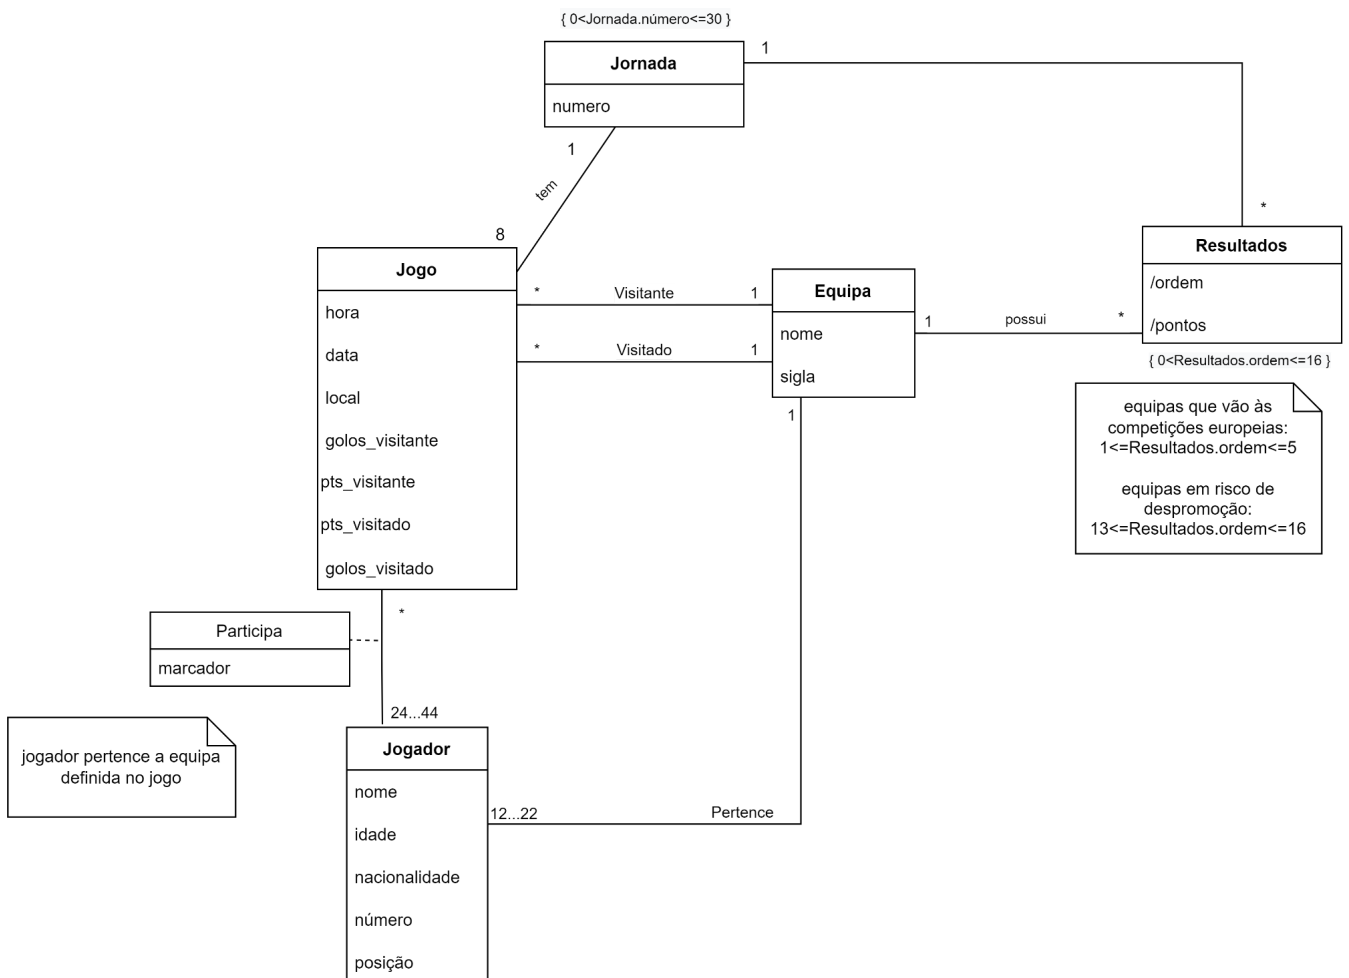 { 0<Jornada.número<=30 }
Jornada
1
numero
1
tem
8
*
Jogo
hora
data
local
golos_visitante
pts_visitante
pts_visitado
golos_visitado
*
Visitante
1
*
Visitado
1
Equipa
nome
sigla
1
possui
*
1
Resultados
/ordem
/pontos
{ 0<Resultados.ordem<=16 }
equipas que vão às
competições europeias:
1<=Resultados.ordem<=5
equipas em risco de
despromoção:
13<=Resultados.ordem<=16
*
Participa
marcador
24...44
jogador pertence a equipa
definida no jogo
Jogador
nome
idade
nacionalidade
número
posição
12...22
Pertence